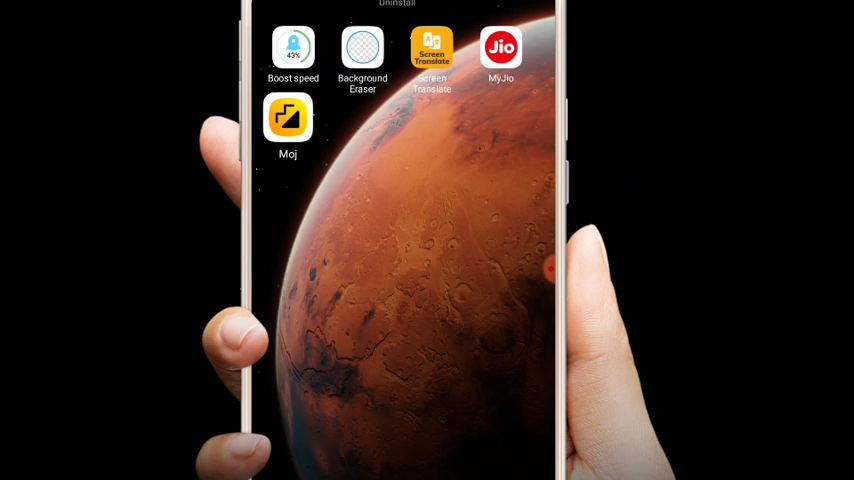 Uninstall
43%
Jio
Boost speed
Background
Eraser
Screen
Translate
Screen
Translate
MyJio
Moj